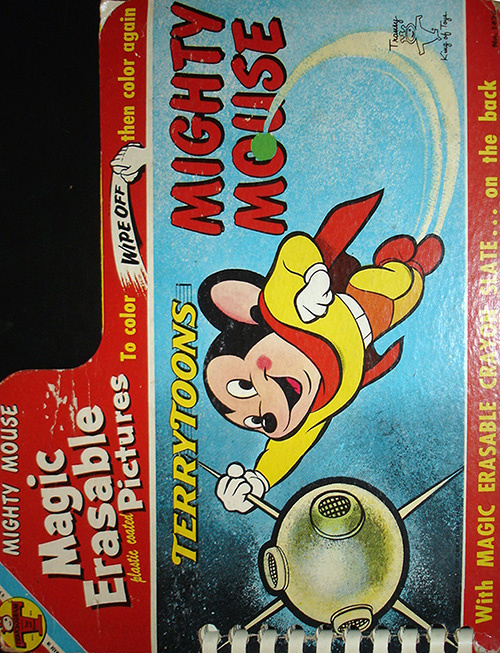 MIGHTY MOUSE
Magic
Erasable
plastic coated Pictures
To color WIPE OFF then color again
TERRYTOONS
MIGHTY
MOUSE
Tracey
King of Toys
With MAGIC ERASABLE CRAYON SLATE... on the back